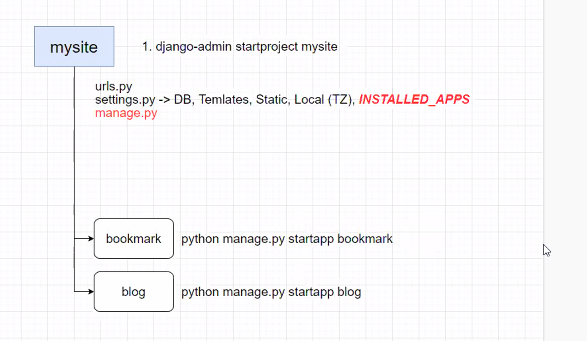 mysite
1. django-admin startproject mysite
urls.py
settings.py -> DB, Temlates, Static, Local (TZ), INSTALLED_APPS
manage.py
bookmark
python manage.py startapp bookmark
blog
python manage.py startapp blog